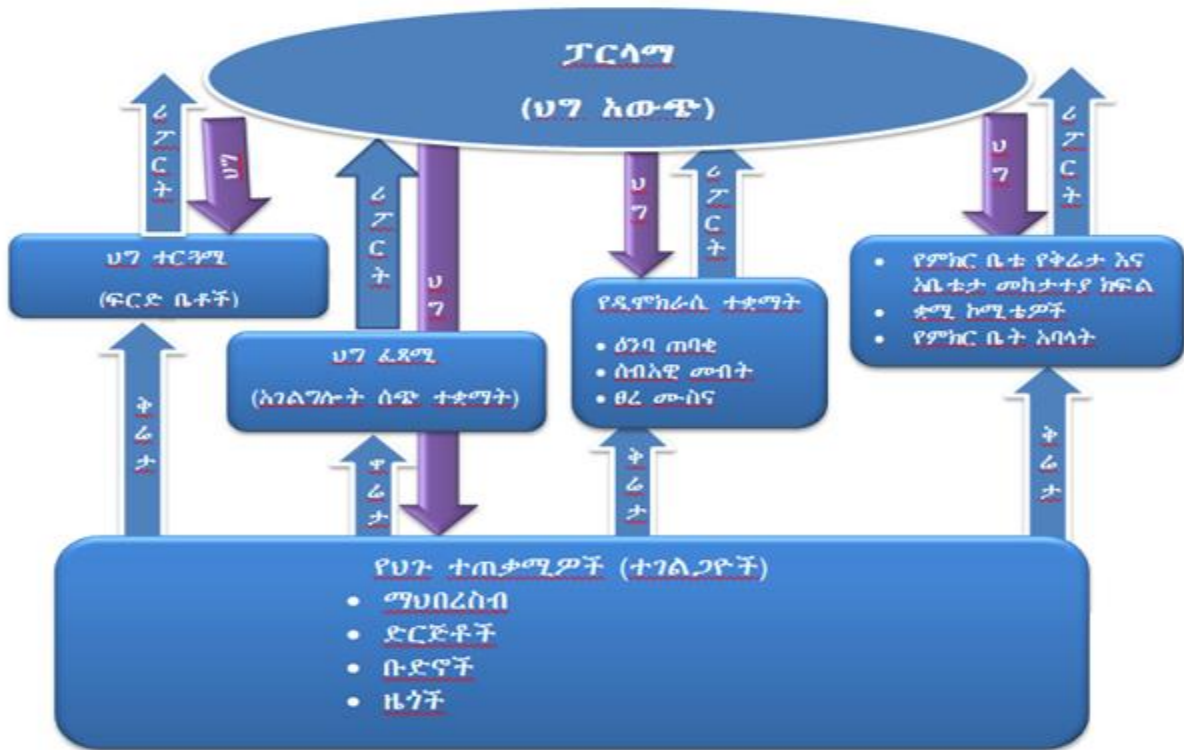 ፓርላማ
(ህግ አውጭ)
ሪፖርት
ህግ
ሪፖርት
ህግ
ህግ
ሪፖርት
ህግ
ሪፖርት
ህግ ተርጓሚ
(ፍርድ ቤቶች)
ህግ ፈጻሚ
(አገልግሎት ሰጭ ተቋማት)
የዲሞክራሲ ተቋማት
• ዕንባ ጠባቂ
• ሰብአዊ መብት
• ፀረ ሙስና
• የምክር ቤቱ የቅሬታ እና
አቤቱታ መከታተያ ክፍል
• ቋሚ ኮሚቴዎች
• የምክር ቤት አባላት
ቅሬታ
ዋሬታ
ቅሬታ
ቅሬታ
የህጉ ተጠቃሚዎች (ተገልጋዮች)
• ማህበረሰብ
• ድርጅቶች
• ቡድኖች
• ዜጎች